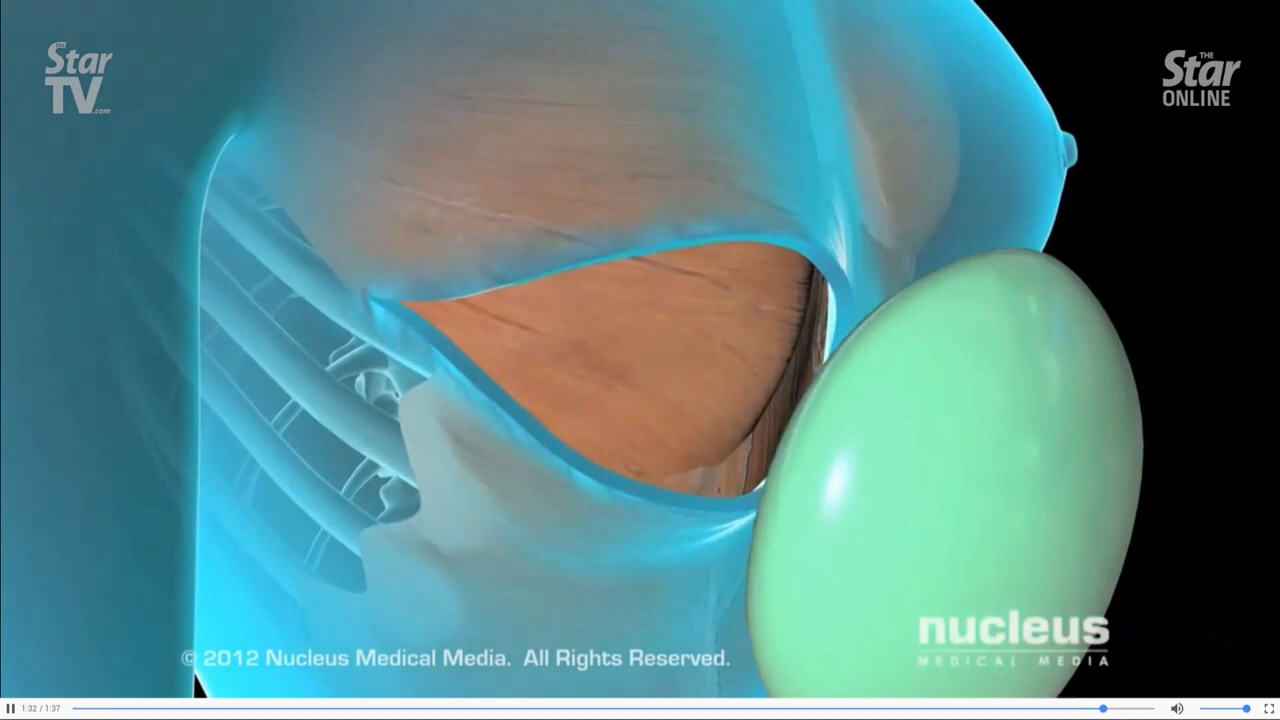 THE
Star
TV.com
THE
Star
ONLINE
nucleus
MEDICAL MEDIA
© 2012 Nucleus Medical Media. All Rights Reserved.
1:32 / 1:37